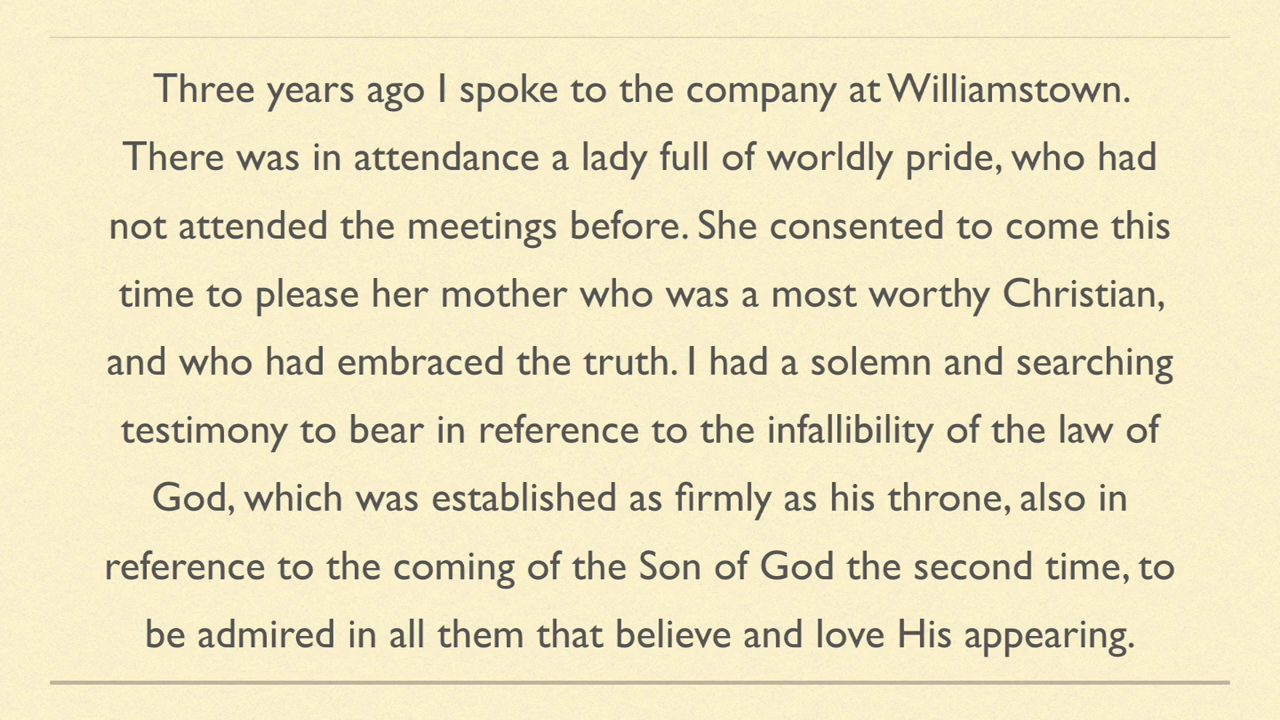 Three years ago I spoke to the company at Williamstown.
There was in attendance a lady full of worldly pride, who had
not attended the meetings before. She consented to come this
time to please her mother who was a most worthy Christian,
and who had embraced the truth. I had a solemn and searching
testimony to bear in reference to the infallibility of the law of
God, which was established as firmly as his throne, also in
reference to the coming of the Son of God the second time, to
be admired in all them that believe and love His appearing.